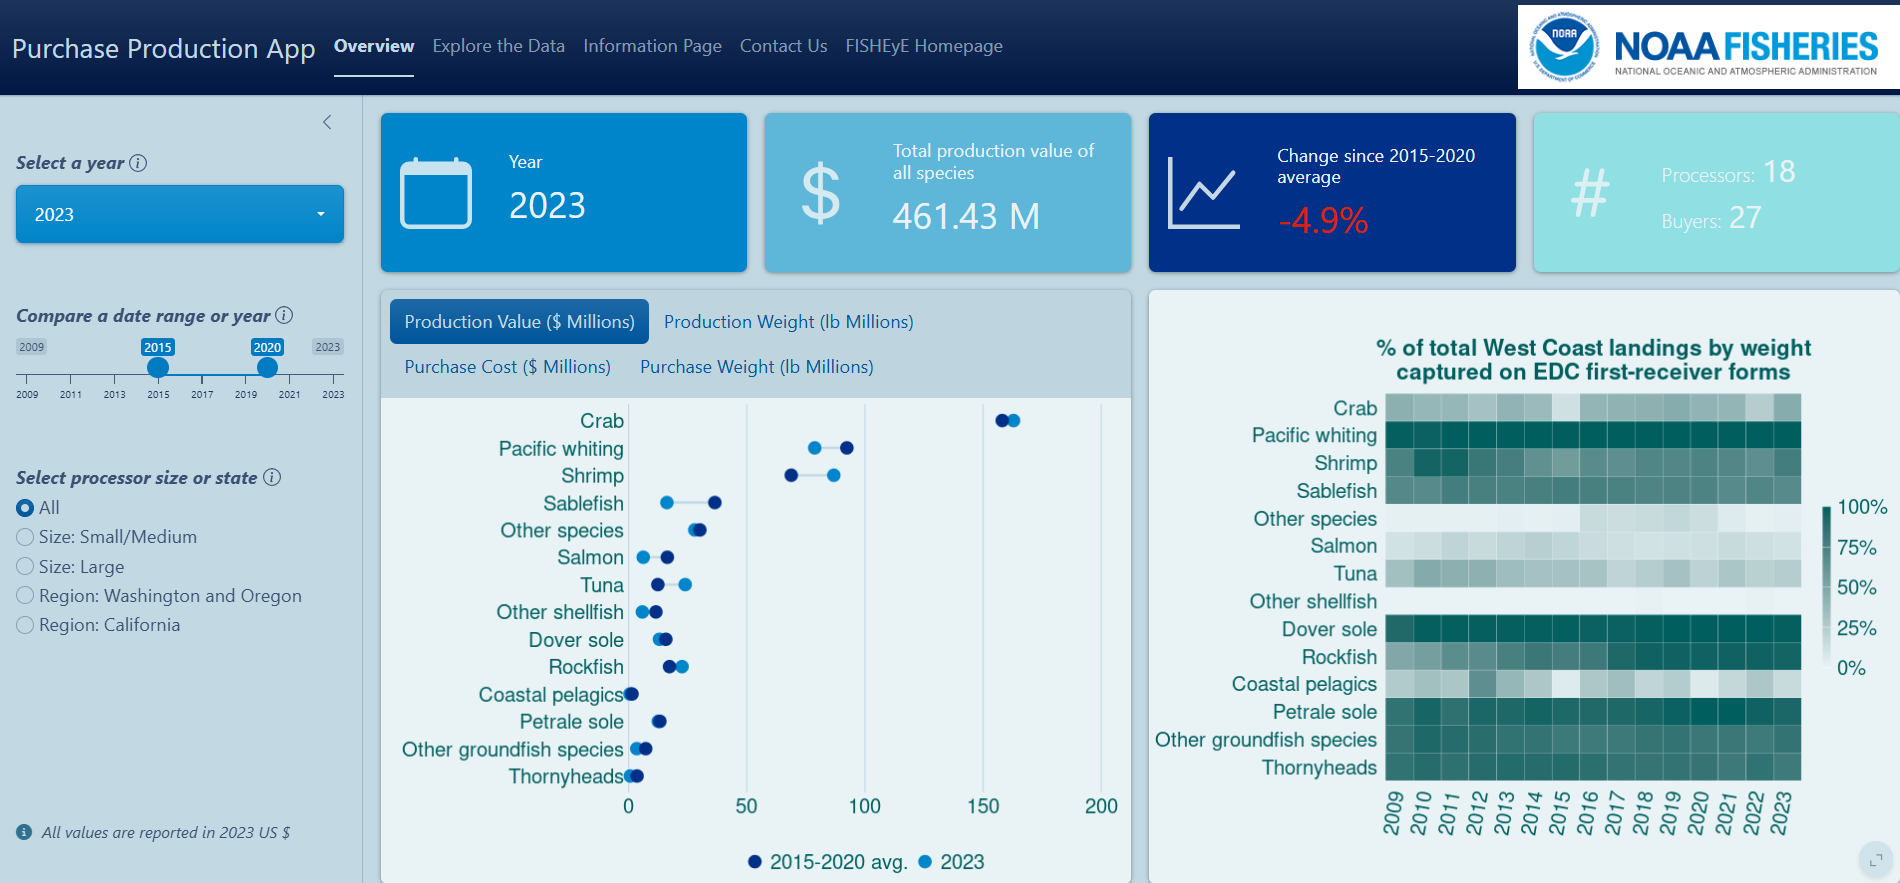 Purchase Production App
Overview
Explore the Data
Information Page
Contact Us
FISHEyE Homepage
NOAA
NOAA FISHERIES
NATIONAL OCEANIC AND ATMOSPHERIC ADMINISTRATION
Select a year
2023
Compare a date range or year
2009 2015 2020 2023
2009 2011 2013 2015 2017 2019 2021 2023
Select processor size or state
All
Size: Small/Medium
Size: Large
Region: Washington and Oregon
Region: California
All values are reported in 2023 US $
Year
2023
$
Total production value of
all species
461.43 M
Change since 2015-2020
average
-4.9%
#
Processors: 18
Buyers: 27
Production Value ($ Millions)
Production Weight (lb Millions)
Purchase Cost ($ Millions)
Purchase Weight (lb Millions)
Crab
Pacific whiting
Shrimp
Sablefish
Other species
Salmon
Tuna
Other shellfish
Dover sole
Rockfish
Coastal pelagics
Petrale sole
Other groundfish species
Thornyheads
0 50 100 150 200
2015-2020 avg. 2023
% of total West Coast landings by weight
captured on EDC first-receiver forms
Crab
Pacific whiting
Shrimp
Sablefish
Other species
Salmon
Tuna
Other shellfish
Dover sole
Rockfish
Coastal pelagics
Petrale sole
Other groundfish species
Thornyheads
2009 2010 2011 2012 2013 2014 2015 2016 2017 2018 2019 2020 2021 2022 2023
100%
75%
50%
25%
0%